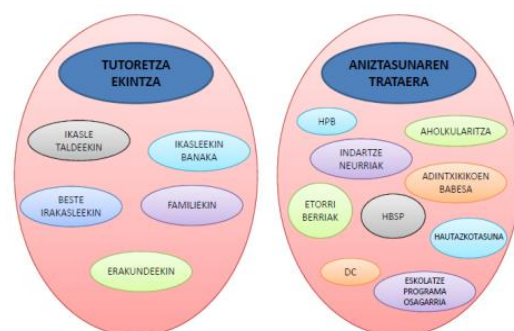 TUTORETZA
EKINTZA
IKASLE
TALDEEKIN
IKASLEEKIN
BANAKA
BESTE
IRAKASLEEKIN
FAMILIEKIN
ERAKUNDEEKIN
ANIZTASUNAREN
TRATAERA
HPB
AHOLKULARITZA
INDARTZE
NEURRIAK
ADINTXIKIKOEN
BABESA
ETORRI
BERRIAK
HBSP
HAUTAZKOTASUNA
DC
ESKOLATZE
PROGRAMA
OSAGARRIA